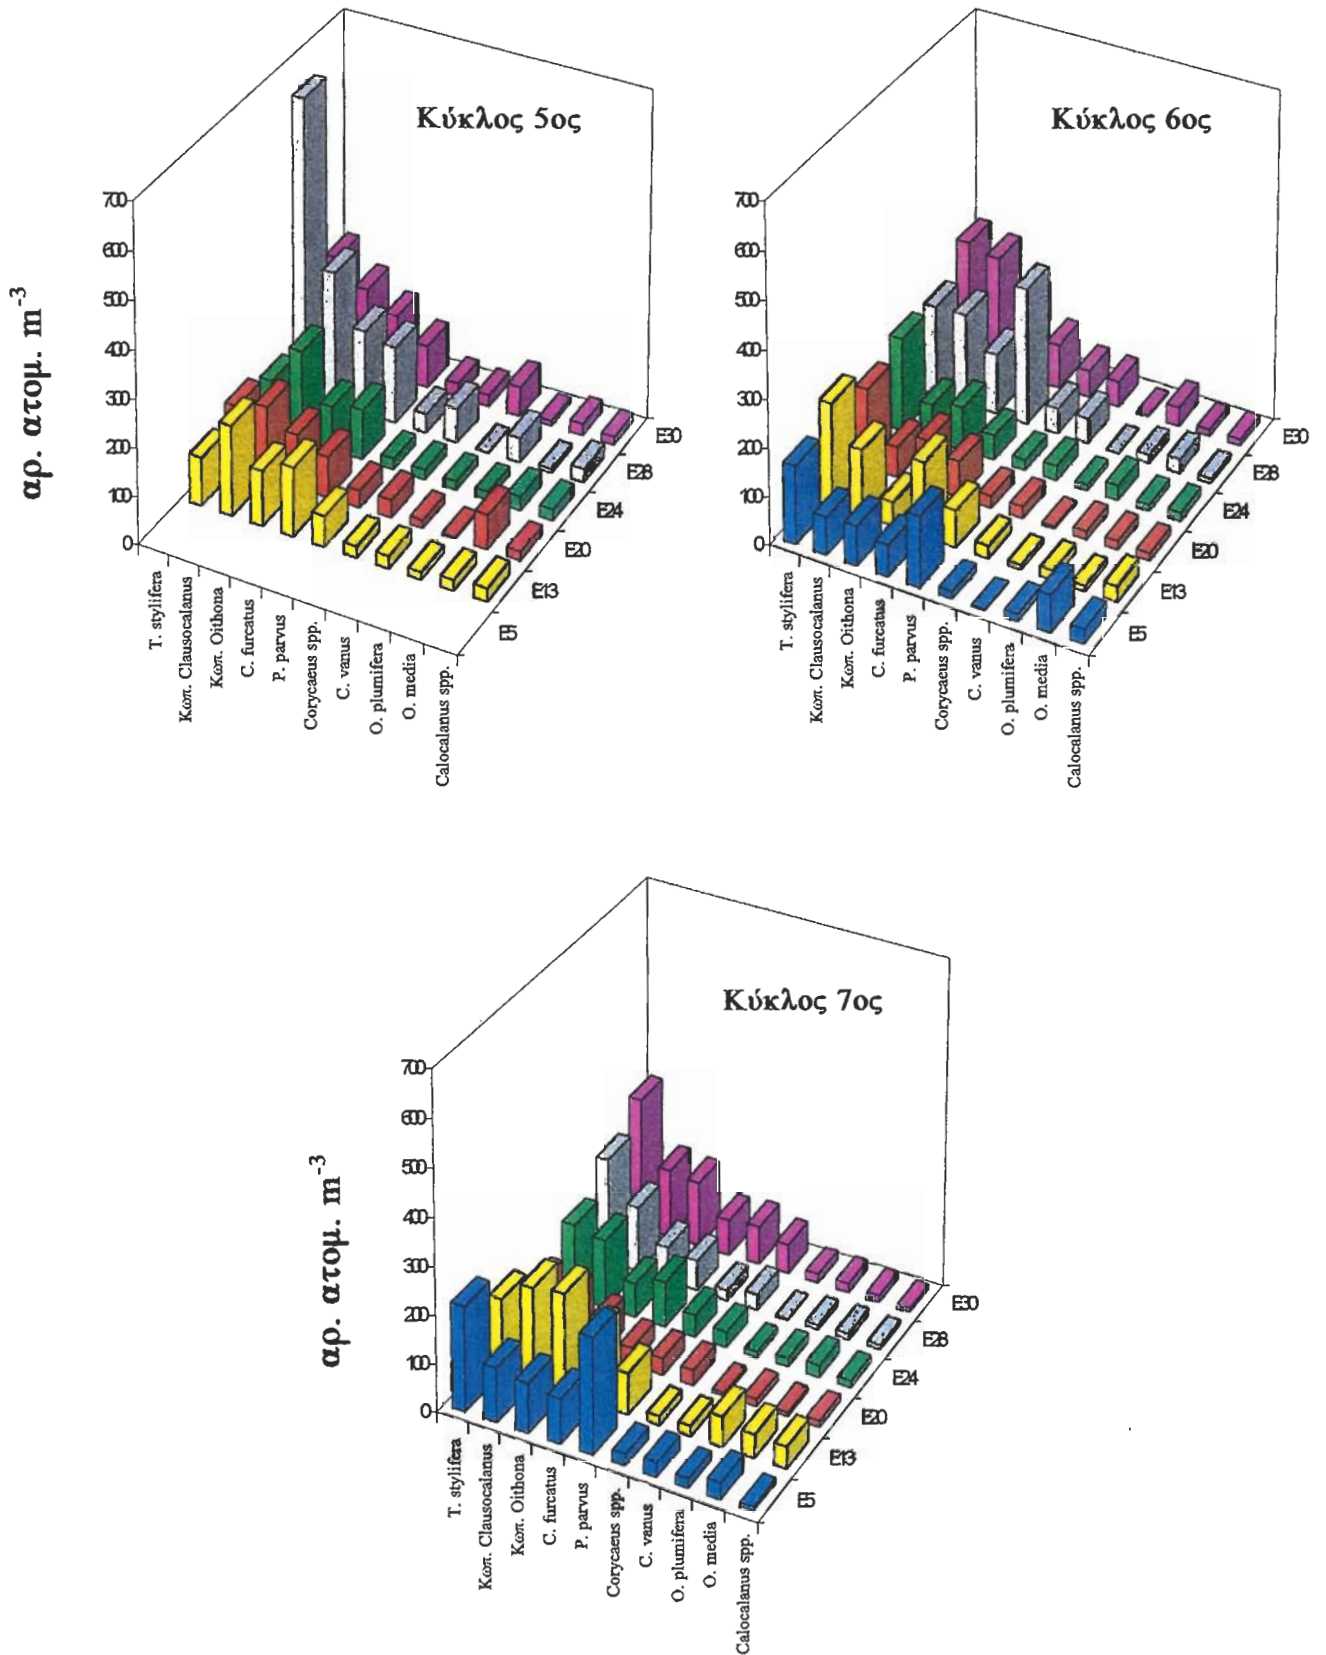 Κύκλος 5ος
αρ. ατομ. m-3
700
600
500
400
300
200
100
0
T. stylifera
Κωπ. Clausocalanus
Κωπ. Oithona
C. furcatus
P. parvus
Corycaeus spp.
C. vanus
O. plumifera
O. media
Calocalanus spp.
E5
E13
E20
E24
E28
E30
Κύκλος 6ος
700
600
500
400
300
200
100
0
T. stylifera
Κωπ. Clausocalanus
Κωπ. Oithona
C. furcatus
P. parvus
Corycaeus spp.
C. vanus
O. plumifera
O. media
Calocalanus spp.
E5
E13
E20
E24
E28
E30
Κύκλος 7ος
αρ. ατομ. m-3
700
600
500
400
300
200
100
0
T. stylifera
Κωπ. Clausocalanus
Κωπ. Oithona
C. furcatus
P. parvus
Corycaeus spp.
C. vanus
O. plumifera
O. media
Calocalanus spp.
E5
E13
E20
E24
E28
E30